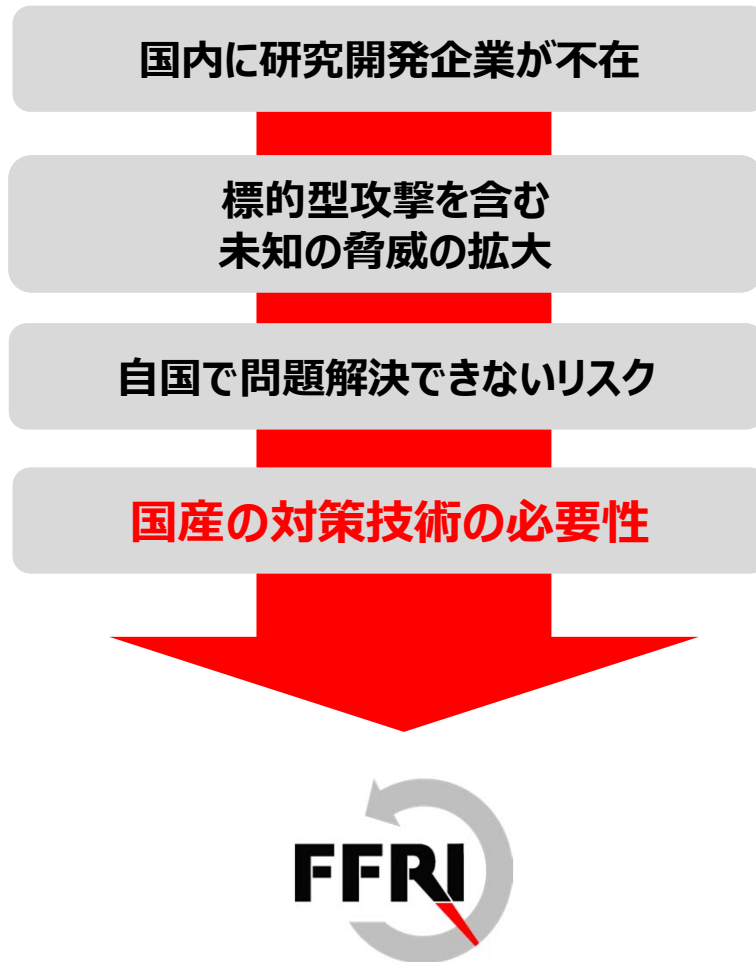 国内に研究開発企業が不在
標的型攻撃を含む
未知の脅威の拡大
自国で問題解決できないリスク
国産の対策技術の必要性
FFRI